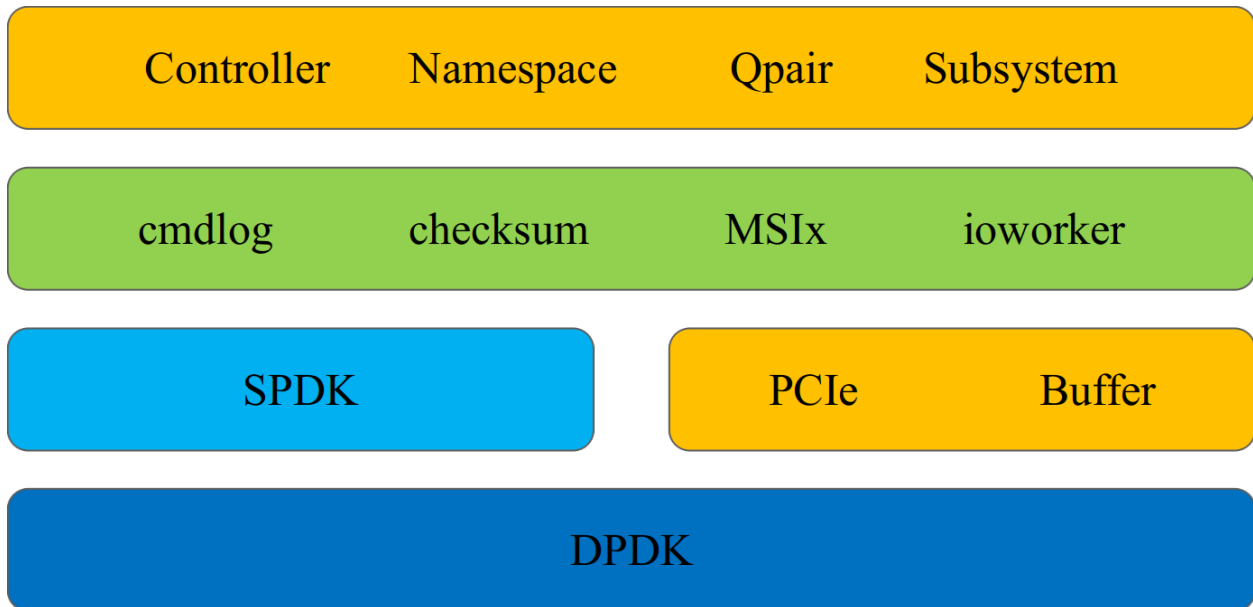 Controller Namespace Qpair Subsystem
cmdlog checksum MSIx ioworker
SPDK PCIe Buffer
DPDK